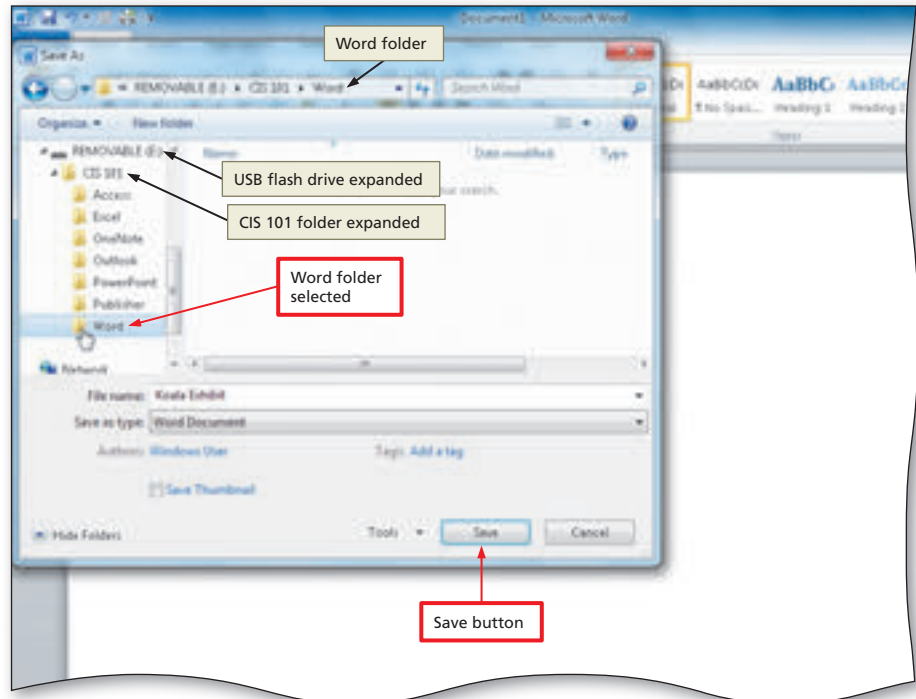 Document1 - Microsoft Word
Word folder
Save As
REMOVABLE (E:) ▸ CIS 101 ▸ Word
Search Word
AaBbCcDc AaBbC AaBbCc
¶ No Spaci... Heading 1 Heading
Organize New folder
REMOVABLE (E:)
Name Date modified Type
CIS 101
USB flash drive expanded
search.
Access
Excel
CIS 101 folder expanded
OneNote
Outlook
PowerPoint
Word folder
selected
Publisher
Word
Network
File name: Koala Exhibit
Save as type: Word Document
Authors: Windows User Tags: Add a tag
Save Thumbnail
Hide Folders Tools Save Cancel
Save button